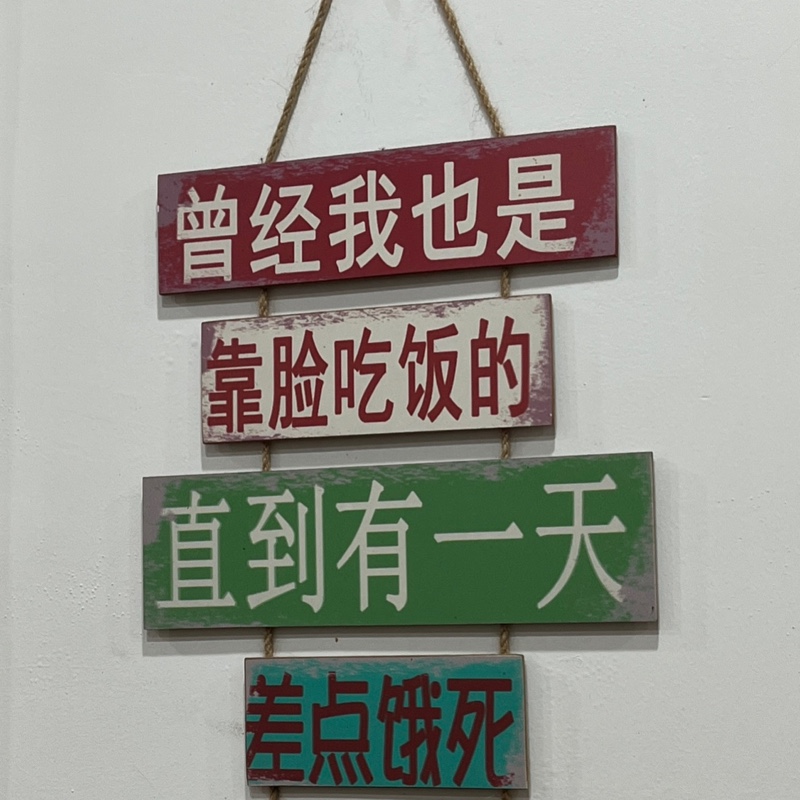 曾经我也是
靠脸吃饭的
直到有一天
差点饿死